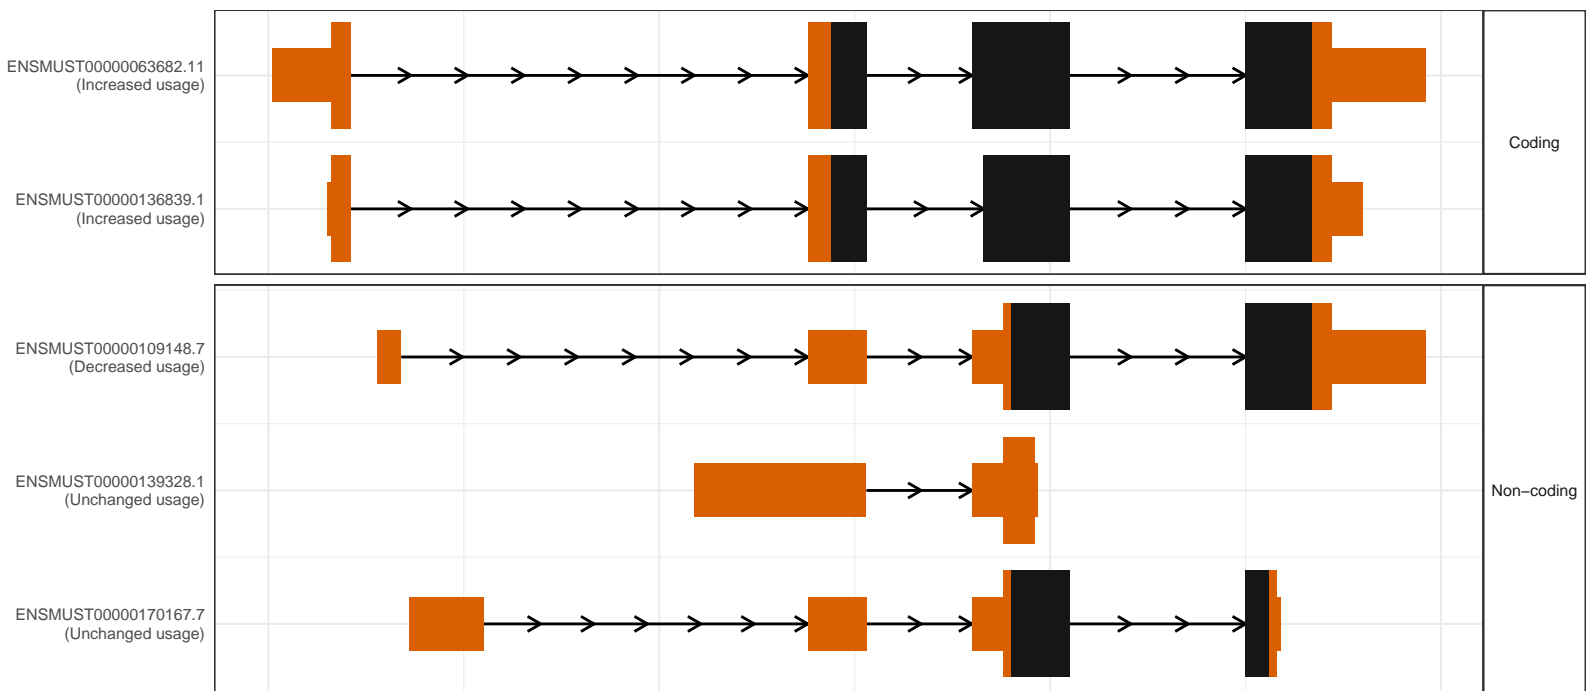 ENSMUST00000063682.11
(Increased usage)
ENSMUST00000136839.1
(Increased usage)
Coding
ENSMUST00000109148.7
(Decreased usage)
ENSMUST00000139328.1
(Unchanged usage)
Non−coding
ENSMUST00000170167.7
(Unchanged usage)